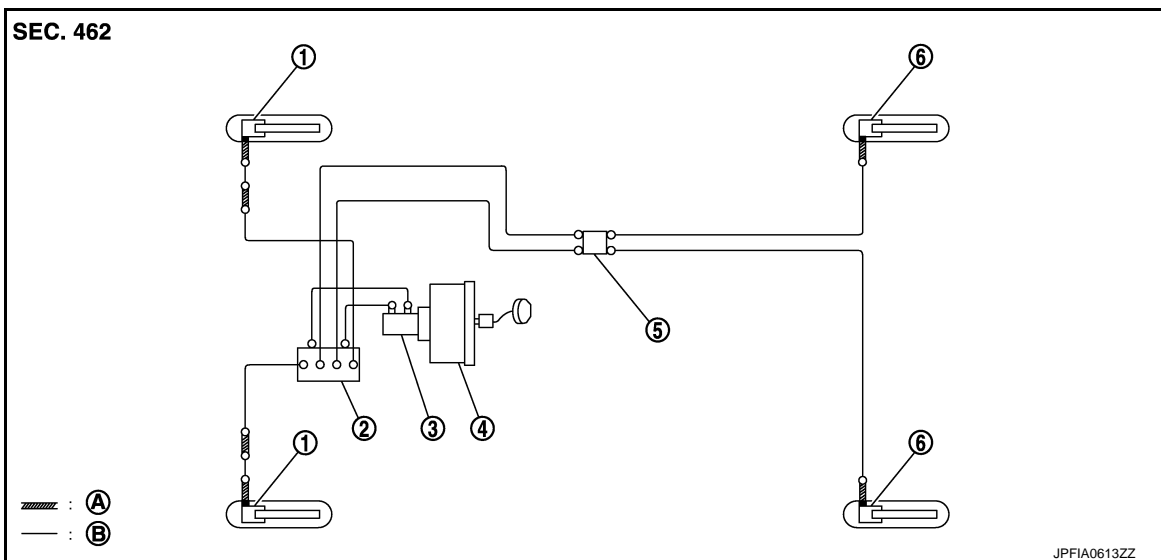 SEC. 462
① ⑥
⑤
② ③ ④
① ⑥
: Ⓐ
: Ⓑ
JPFIA0613ZZ